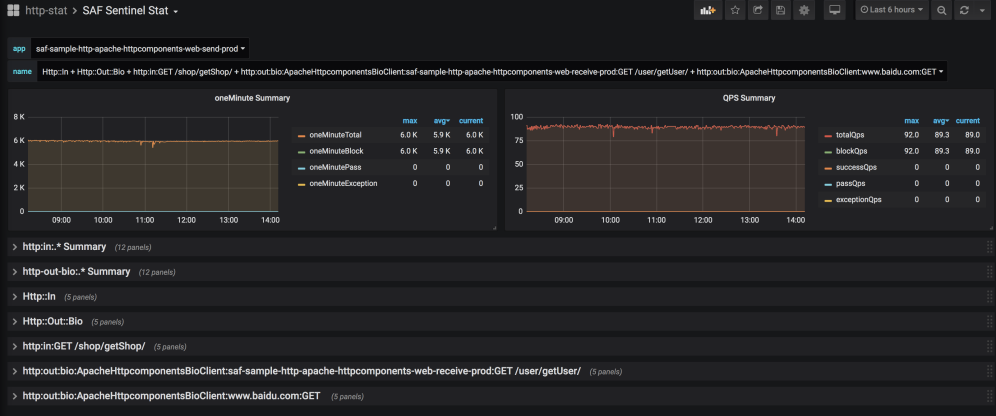 http-stat > SAF Sentinel Stat
Last 6 hours
app saf-sample-http-apache-httpcomponents-web-send-prod
name Http::In + Http::Out::Bio + http:in:GET /shop/getShop/ + http:out:bio:ApacheHttpcomponentsBioClient:saf-sample-http-apache-httpcomponents-web-receive-prod:GET /user/getUser/ + http:out:bio:ApacheHttpcomponentsBioClient:www.baidu.com:GET
oneMinute Summary
8 K
6 K
4 K
2 K
0
09:00 10:00 11:00 12:00 13:00 14:00
max avg current
oneMinuteTotal 6.0 K 5.9 K 6.0 K
oneMinuteBlock 6.0 K 5.9 K 6.0 K
oneMinutePass 0 0 0
oneMinuteException 0 0 0
QPS Summary
100
75
50
25
0
09:00 10:00 11:00 12:00 13:00 14:00
max avg current
totalQps 92.0 89.3 89.0
blockQps 92.0 89.3 89.0
successQps 0 0 0
passQps 0 0 0
exceptionQps 0 0 0
http:in:.* Summary (12 panels)
http-out-bio:.* Summary (12 panels)
Http::In (5 panels)
Http::Out::Bio (5 panels)
http:in:GET /shop/getShop/ (5 panels)
http:out:bio:ApacheHttpcomponentsBioClient:saf-sample-http-apache-httpcomponents-web-receive-prod:GET /user/getUser/ (5 panels)
http:out:bio:ApacheHttpcomponentsBioClient:www.baidu.com:GET (5 panels)